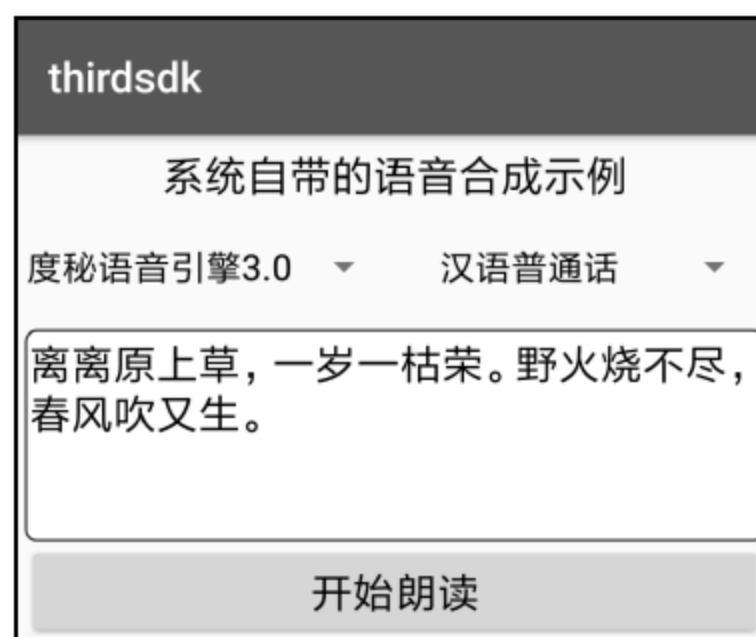 thirdsdk
系统自带的语音合成示例
度秘语音引擎3.0 汉语普通话
离离原上草，一岁一枯荣。野火烧不尽，
春风吹又生。
开始朗读